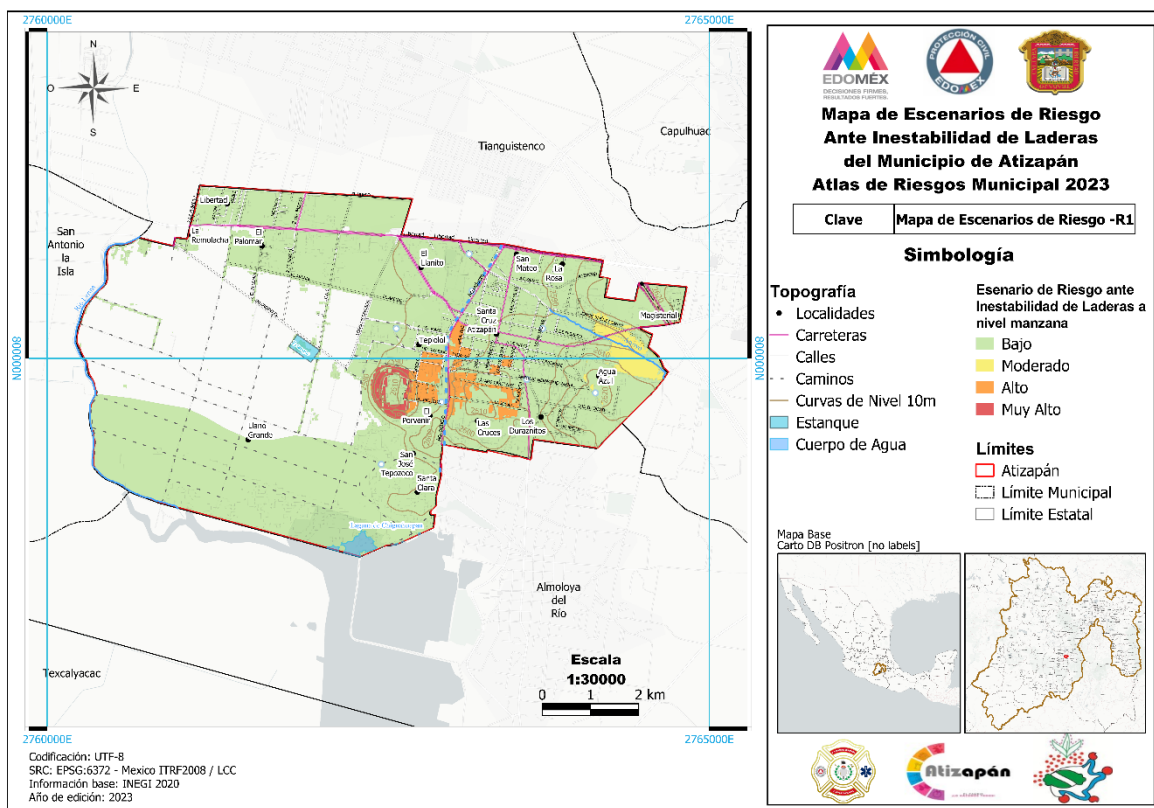 2760000E
2765000E
N
O
E
S
Capulhuac
Tianguistenco
San
Antonio
la
Isla
Libertad
La
Remolacha
El
Palomar
El
Llanito
San
Mateo
La
Rosa
Magisterial
Santa
Cruz
Atizapán
Tepiolol
N000008
N000008
Agua
Azul
El
Porvenir
Las
Cruces
Los
Duraznitos
Llano
Grande
San
José
Tepozoco
Santa
Clara
2610
2610
Almoloya
del
Río
Texcalyacac
Escala
1:30000
0 1 2 km
2760000E
2765000E
Codificación: UTF-8
SRC: EPSG:6372 - Mexico ITRF2008 / LCC
Información base: INEGI 2020
Año de edición: 2023
EDOMÉX
DECISIONES FIRMES,
RESULTADOS FUERTES.
PROTECCIÓN CIVIL
EDOMEX
Mapa de Escenarios de Riesgo
Ante Inestabilidad de Laderas
del Municipio de Atizapán
Atlas de Riesgos Municipal 2023
Clave Mapa de Escenarios de Riesgo -R1
Simbología
Topografía
Localidades
Carreteras
Calles
Caminos
Curvas de Nivel 10m
Estanque
Cuerpo de Agua
Esenario de Riesgo ante
Inestabilidad de Laderas a
nivel manzana
Bajo
Moderado
Alto
Muy Alto
Límites
Atizapán
Límite Municipal
Límite Estatal
Mapa Base
Carto DB Positron [no labels]
Atizapán